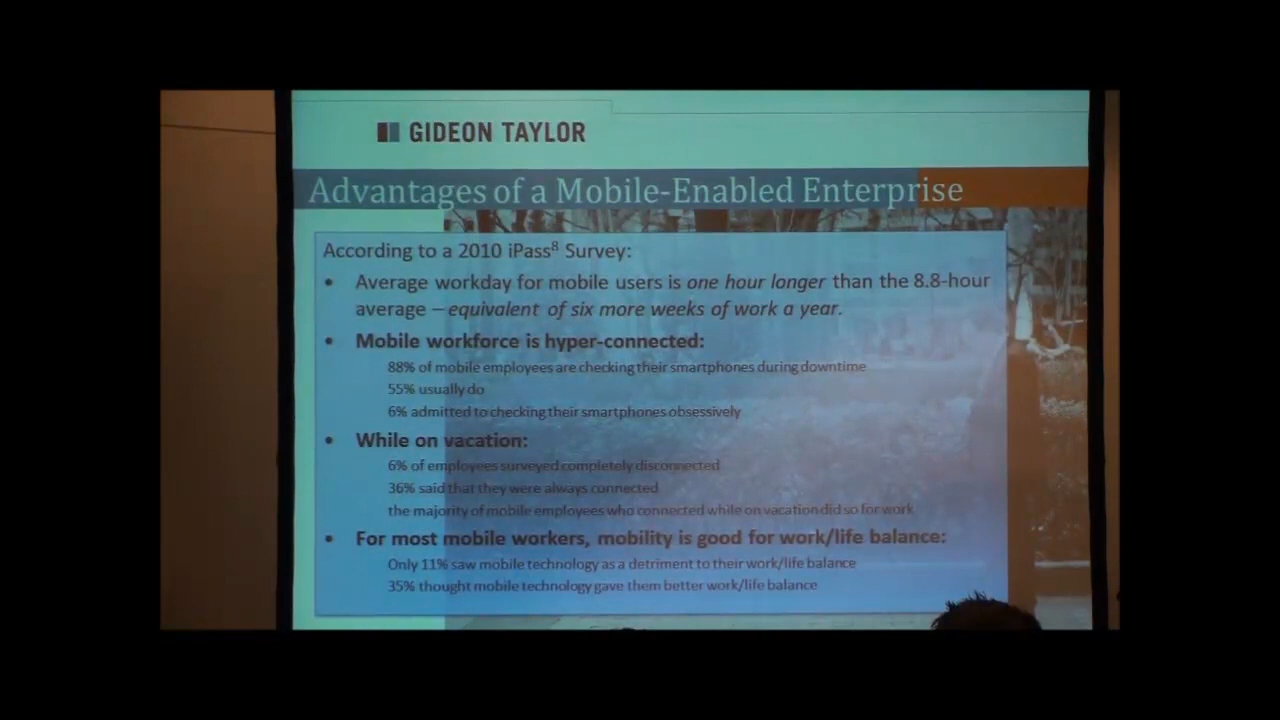 GIDEON TAYLOR
Advantages of a Mobile-Enabled Enterprise
According to a 2010 iPass8 Survey:
• Average workday for mobile users is one hour longer than the 8.8-hour
average – equivalent of six more weeks of work a year.
• Mobile workforce is hyper-connected:
88% of mobile employees are checking their smartphones during downtime
55% usually do
6% admitted to checking their smartphones obsessively
• While on vacation:
6% of employees surveyed completely disconnected
36% said that they were always connected
the majority of mobile employees who connected while on vacation did so for work
• For most mobile workers, mobility is good for work/life balance:
Only 11% saw mobile technology as a detriment to their work/life balance
35% thought mobile technology gave them better work/life balance